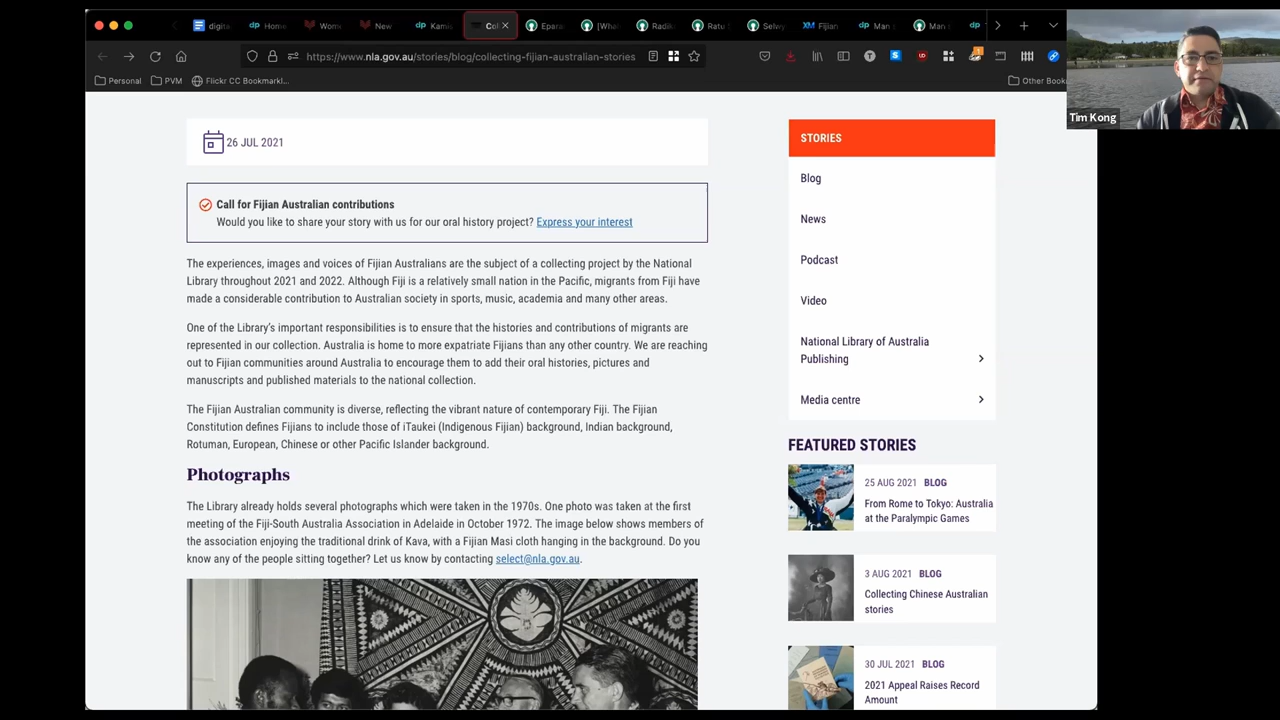 digita
Home
Wome
New
Kami
Col
Epara
[Wha
Radi
Ratu
Selwy
Fijian
Man
Man
https://www.nla.gov.au/stories/blog/collecting-fijian-australian-stories
Personal
PVM
Flickr CC Bookmarkl...
Other Book
Tim Kong
26 JUL 2021
Call for Fijian Australian contributions
Would you like to share your story with us for our oral history project? Express your interest
The experiences, images and voices of Fijian Australians are the subject of a collecting project by the National
Library throughout 2021 and 2022. Although Fiji is a relatively small nation in the Pacific, migrants from Fiji have
made a considerable contribution to Australian society in sports, music, academia and many other areas.
One of the Library's important responsibilities is to ensure that the histories and contributions of migrants are
represented in our collection. Australia is home to more expatriate Fijians than any other country. We are reaching
out to Fijian communities around Australia to encourage them to add their oral histories, pictures and
manuscripts and published materials to the national collection.
The Fijian Australian community is diverse, reflecting the vibrant nature of contemporary Fiji. The Fijian
Constitution defines Fijians to include those of iTaukei (Indigenous Fijian) background, Indian background,
Rotuman, European, Chinese or other Pacific Islander background.
Photographs
The Library already holds several photographs which were taken in the 1970s. One photo was taken at the first
meeting of the Fiji-South Australia Association in Adelaide in October 1972. The image below shows members of
the association enjoying the traditional drink of Kava, with a Fijian Masi cloth hanging in the background. Do you
know any of the people sitting together? Let us know by contacting select@nla.gov.au.
STORIES
Blog
News
Podcast
Video
National Library of Australia
Publishing
Media centre
FEATURED STORIES
25 AUG 2021 BLOG
From Rome to Tokyo: Australia
at the Paralympic Games
3 AUG 2021 BLOG
Collecting Chinese Australian
stories
30 JUL 2021 BLOG
2021 Appeal Raises Record
Amount